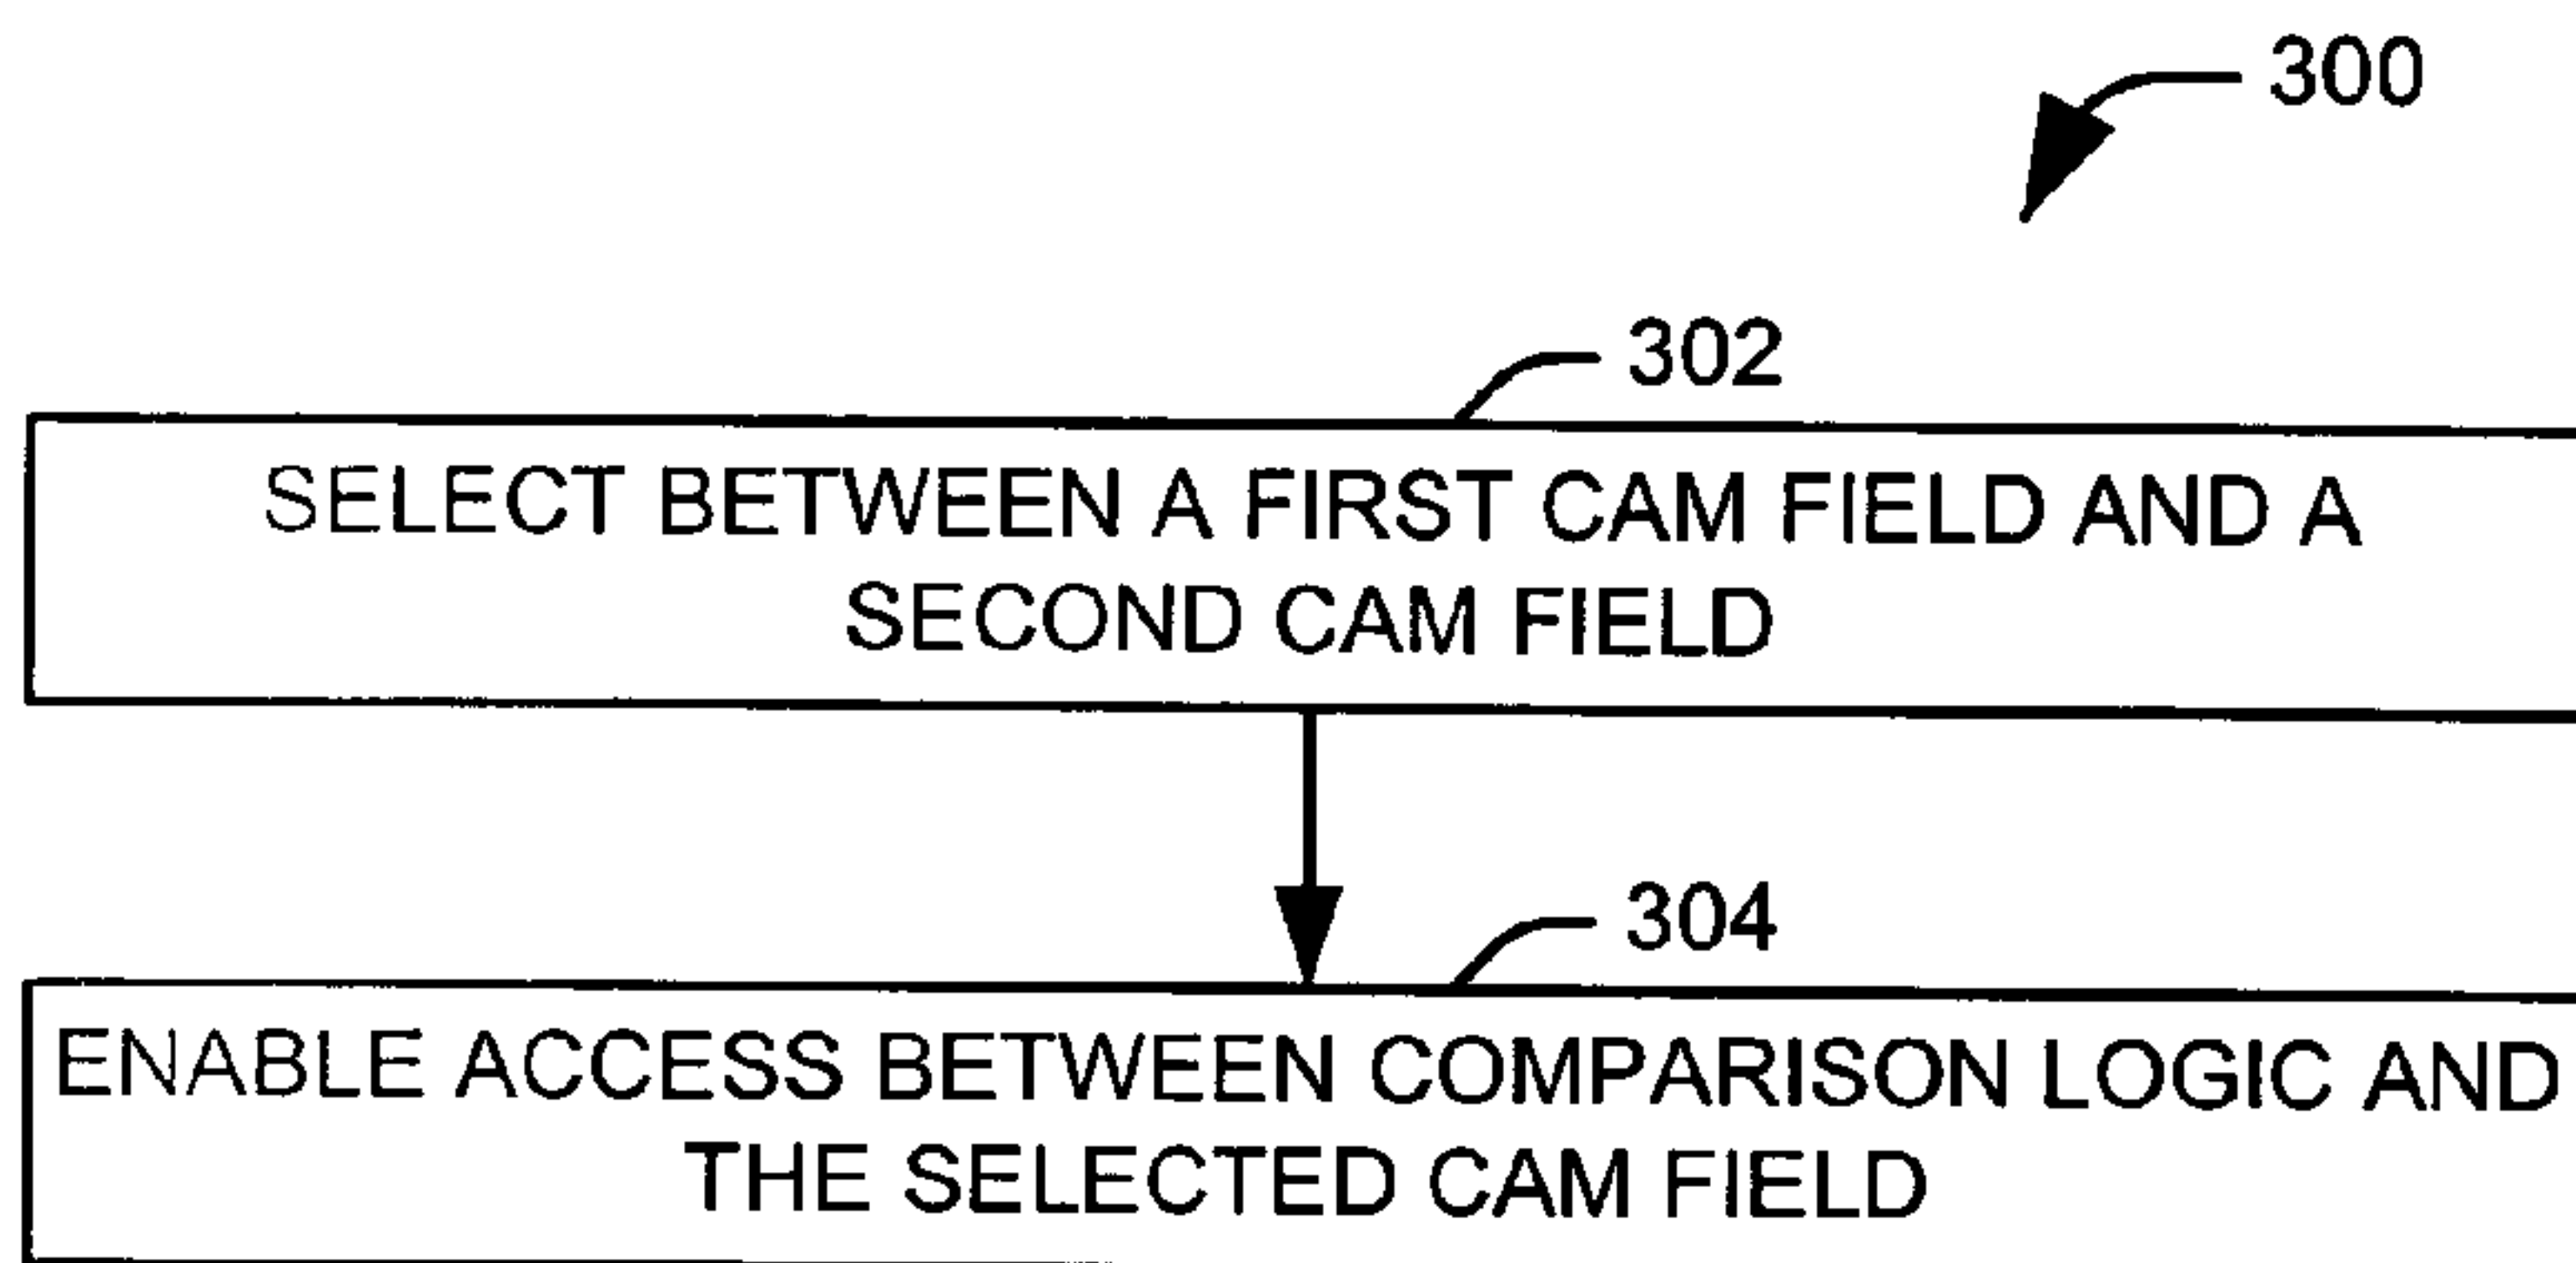 300
302
SELECT BETWEEN A FIRST CAM FIELD AND A
SECOND CAM FIELD
304
ENABLE ACCESS BETWEEN COMPARISON LOGIC AND
THE SELECTED CAM FIELD